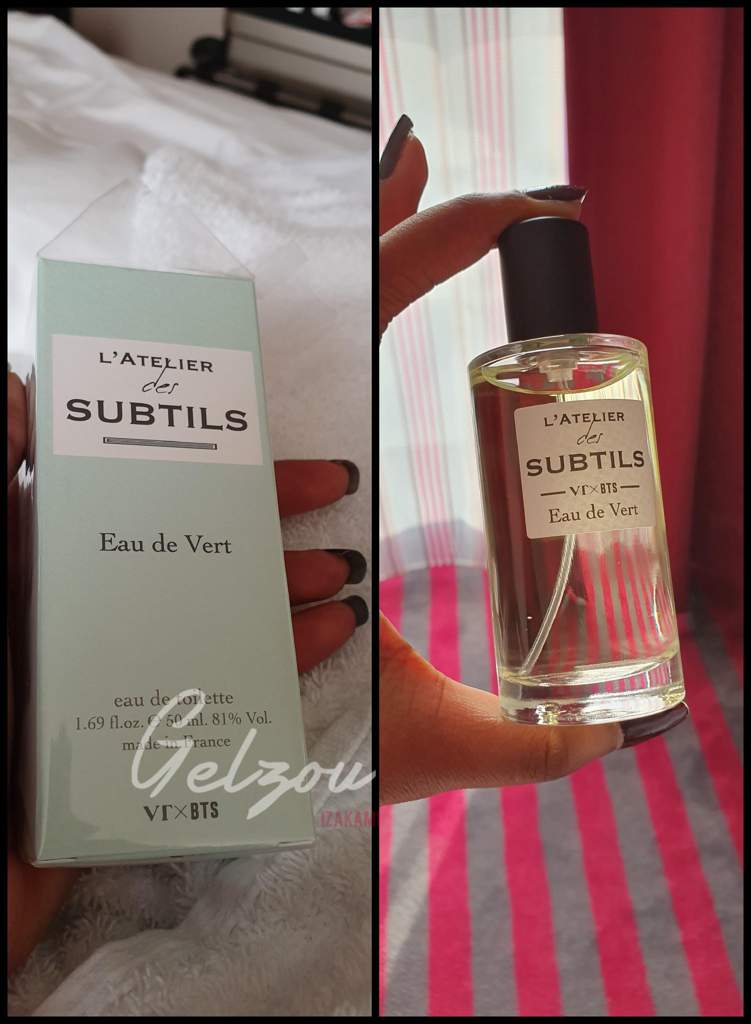 L'ATELIER
des
SUBTILS
Eau de Vert
eau de toilette
1.69 fl.oz. ℮ 50 ml. 81% Vol.
made in France
VT×BTS
Gelzou
IZAKAM
L'ATELIER
des
SUBTILS
VT×BTS
Eau de Vert